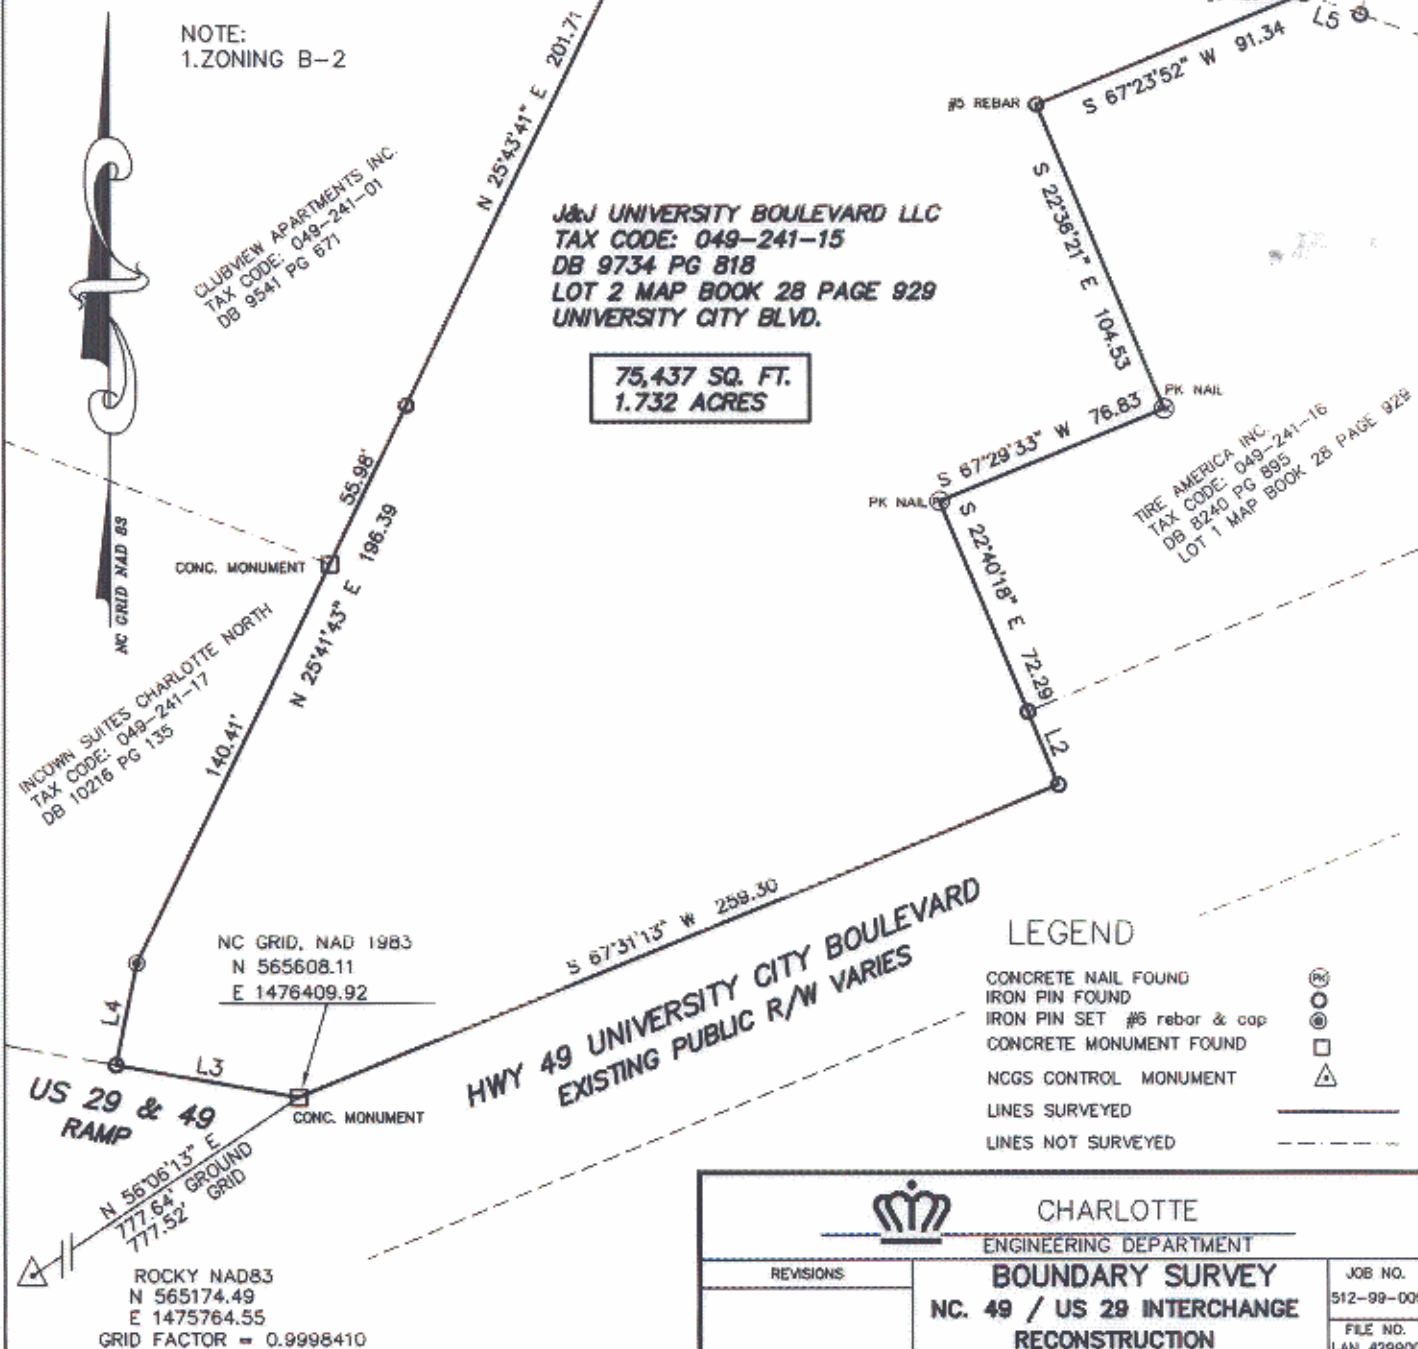 NOTE:
1.ZONING B-2
N 25°43'41" E 201.71
S 67°23'52" W 91.34
L5
#5 REBAR
S 22°36'21" E 104.53
CLUBVIEW APARTMENTS INC.
TAX CODE: 049-241-01
DB 9541 PG 671
J&J UNIVERSITY BOULEVARD LLC
TAX CODE: 049-241-15
DB 9734 PG 818
LOT 2 MAP BOOK 28 PAGE 929
UNIVERSITY CITY BLVD.
75,437 SQ. FT.
1.732 ACRES
PK NAIL
S 67°29'33" W 76.83
PK NAIL
TIRE AMERICA INC.
TAX CODE: 049-241-16
DB 8240 PG 895
LOT 1 MAP BOOK 28 PAGE 929
S 22°40'18" E 72.29
L2
55.98'
N 25°41'43" E 196.39
CONC. MONUMENT
NC GRID NAD 83
INCOWN SUITES CHARLOTTE NORTH
TAX CODE: 049-241-17
DB 10216 PG 135
140.41'
NC GRID, NAD 1983
N 565608.11
E 1476409.92
S 67°31'13" W 259.30
HWY 49 UNIVERSITY CITY BOULEVARD
EXISTING PUBLIC R/W VARIES
L4
L3
US 29 & 49
RAMP
CONC. MONUMENT
N 56°06'13" E
777.64' GROUND
777.52' GRID
ROCKY NAD83
N 565174.49
E 1475764.55
GRID FACTOR = 0.9998410
LEGEND
CONCRETE NAIL FOUND PK
IRON PIN FOUND
IRON PIN SET #5 rebar & cap
CONCRETE MONUMENT FOUND
NCGS CONTROL MONUMENT
LINES SURVEYED
LINES NOT SURVEYED
CHARLOTTE
ENGINEERING DEPARTMENT
REVISIONS
BOUNDARY SURVEY
NC. 49 / US 29 INTERCHANGE
RECONSTRUCTION
JOB NO.
512-99-009
FILE NO.